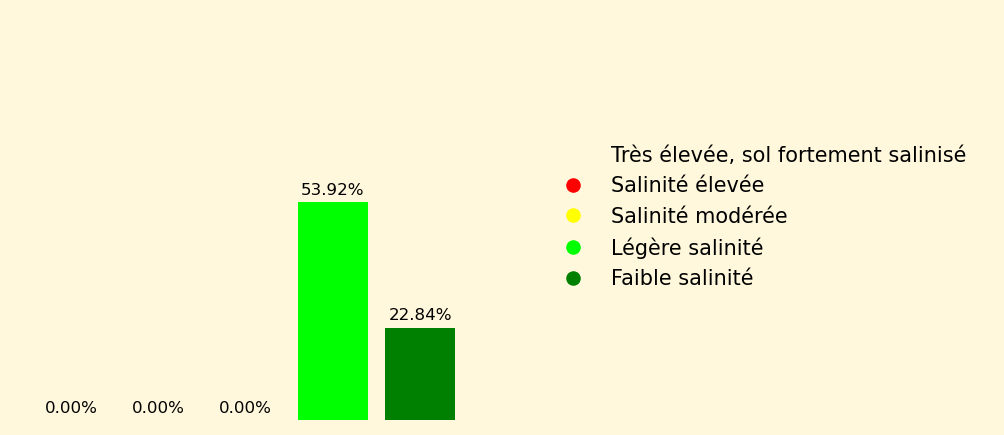 53.92%
22.84%
0.00%
0.00%
0.00%
Très élevée, sol fortement salinisé
Salinité élevée
Salinité modérée
Légère salinité
Faible salinité